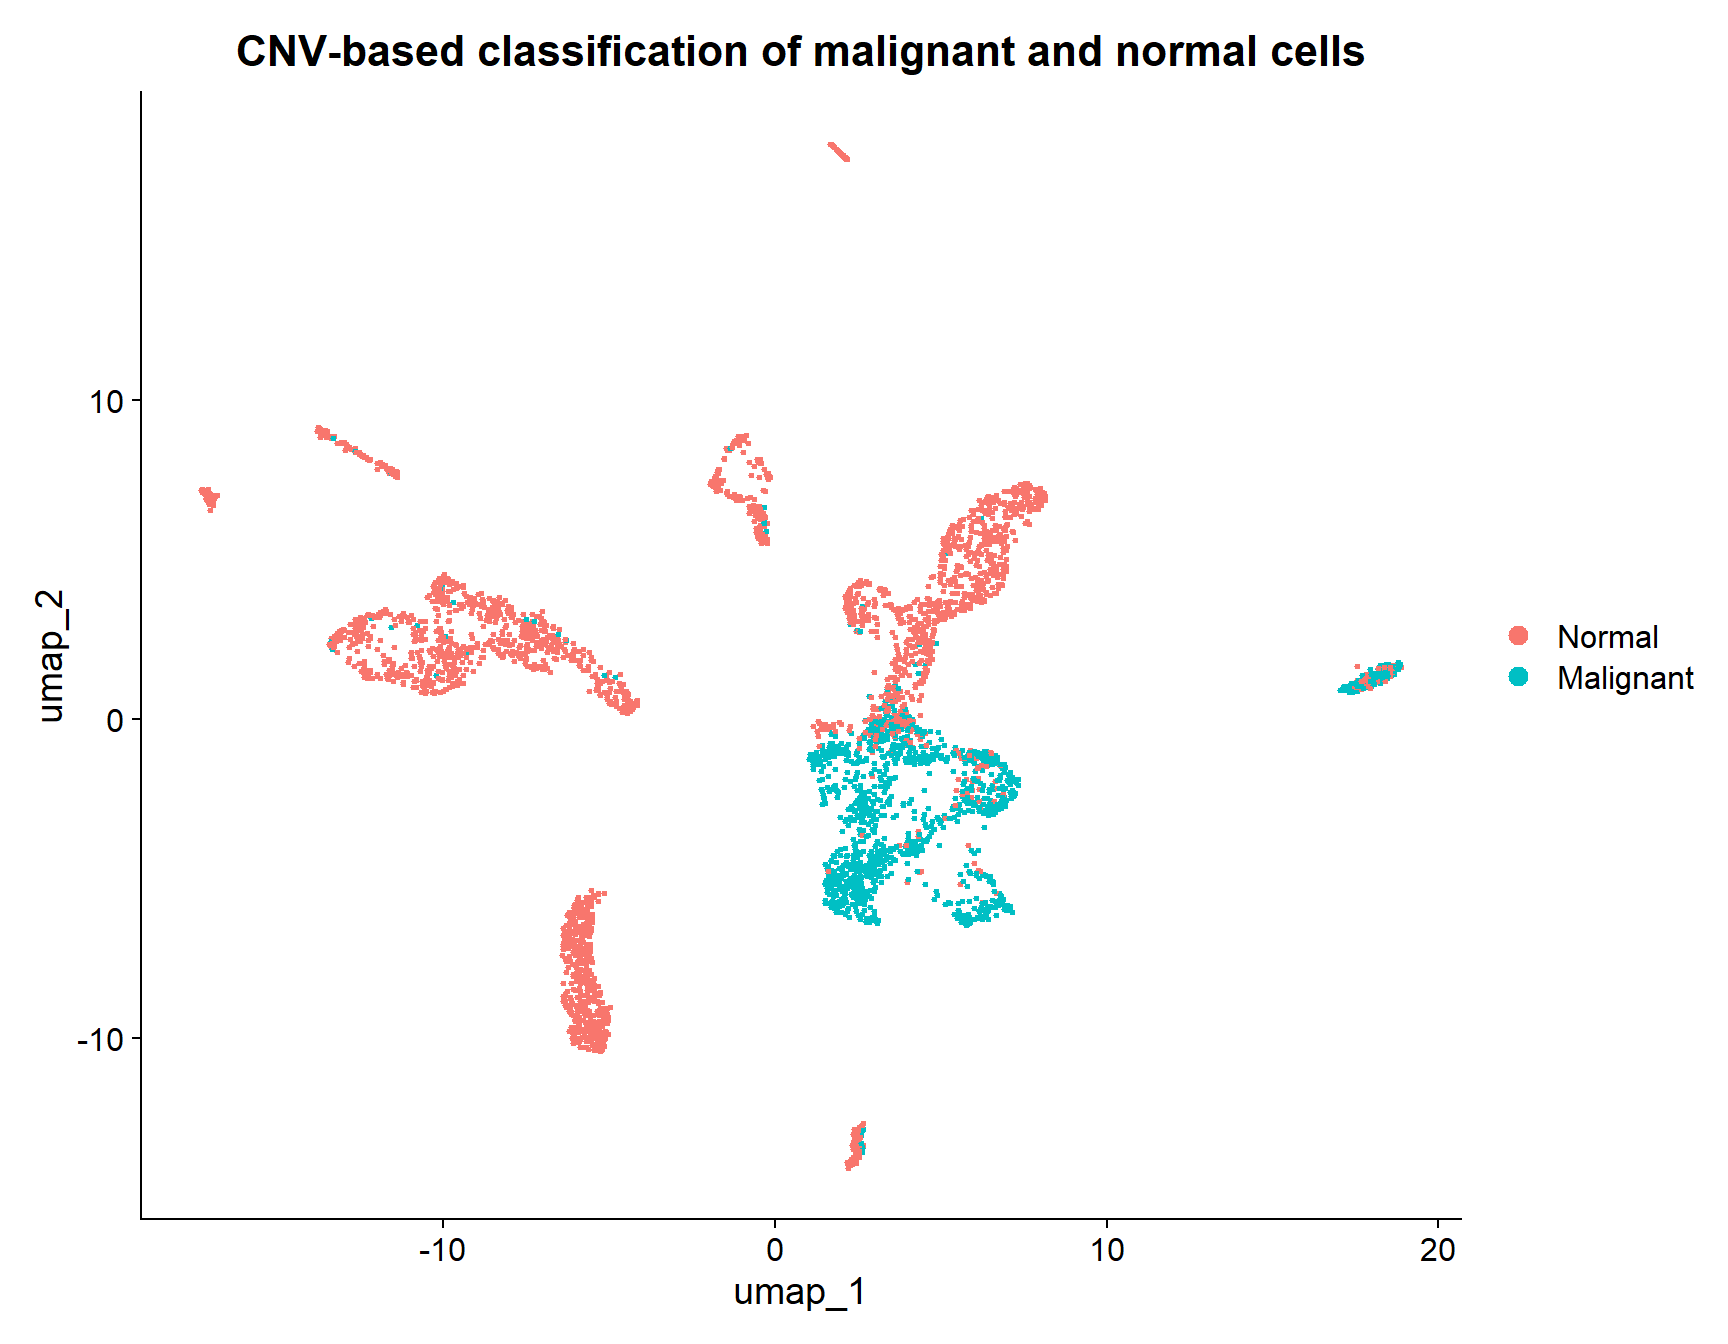 CNV-based classification of malignant and normal cells
10
0
-10
umap_2
-10
0
10
20
umap_1
Normal
Malignant